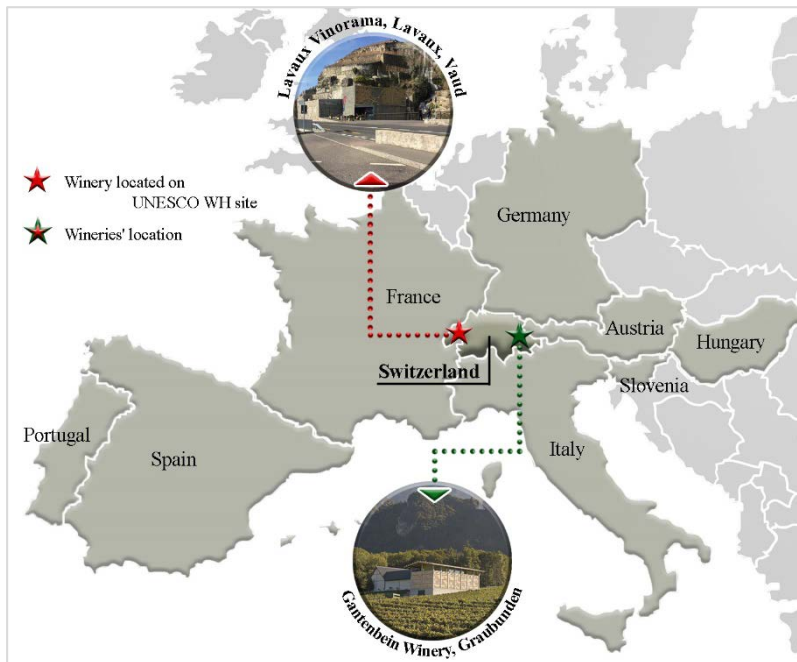 Lavaux Vinorama, Lavaux, Vaud
Winery located on
UNESCO WH site
Wineries' location
Germany
France
Austria
Hungary
Switzerland
Slovenia
Portugal
Spain
Italy
Gantenbein Winery, Graubunden